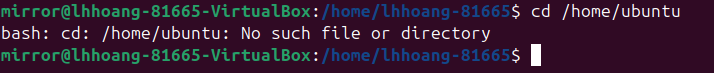 mirror@lhhoang-81665-VirtualBox:/home/lhhoang-81665$ cd /home/ubuntu
bash: cd: /home/ubuntu: No such file or directory
mirror@lhhoang-81665-VirtualBox:/home/lhhoang-81665$